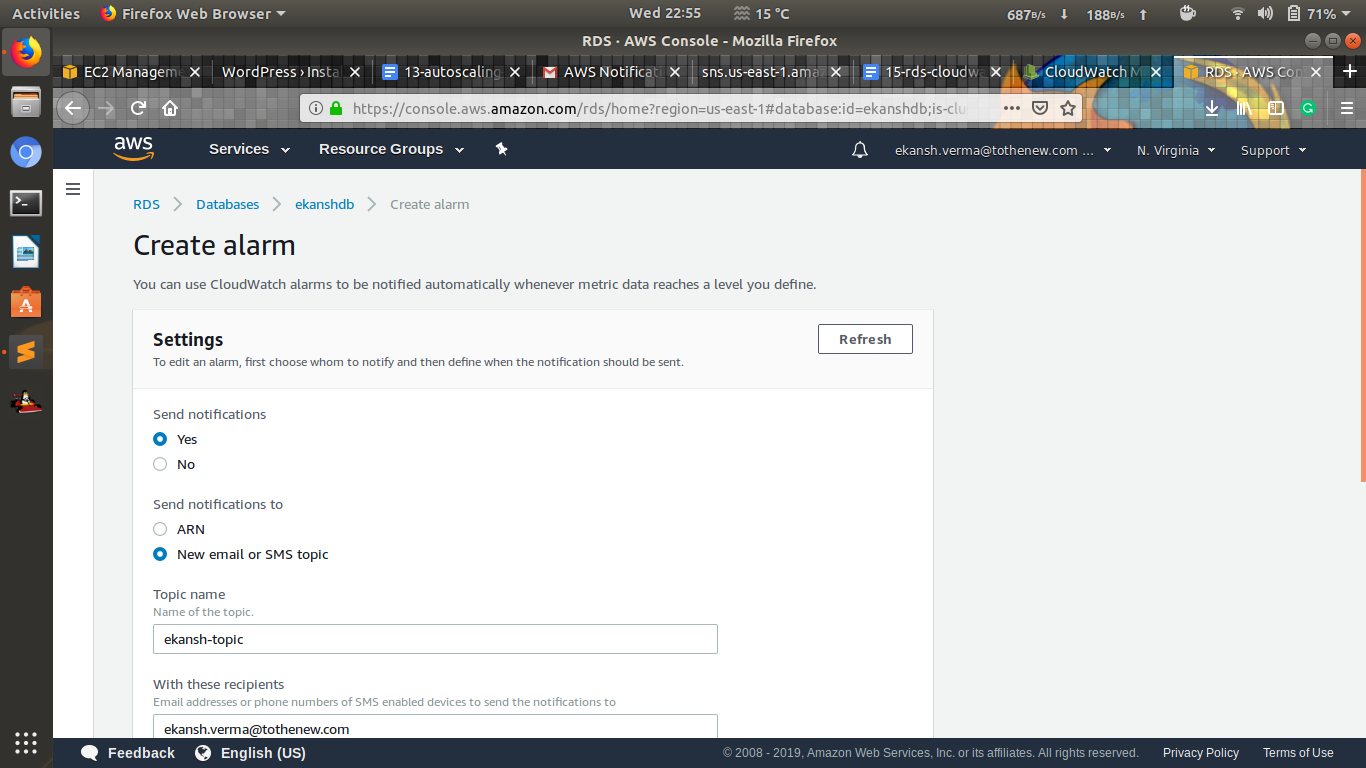 Activities Firefox Web Browser Wed 22:55 15 °C 687B/s 188B/s 71%
RDS · AWS Console - Mozilla Firefox
EC2 Manageme WordPress › Insta 13-autoscaling AWS Notificat sns.us-east-1.ama 15-rds-cloudwa CloudWatch M RDS · AWS Con
https://console.aws.amazon.com/rds/home?region=us-east-1#database:id=ekanshdb;is-clu
aws Services Resource Groups ekansh.verma@tothenew.com ... N. Virginia Support
RDS Databases ekanshdb Create alarm
Create alarm
You can use CloudWatch alarms to be notified automatically whenever metric data reaches a level you define.
Settings Refresh
To edit an alarm, first choose whom to notify and then define when the notification should be sent.
Send notifications
Yes
No
Send notifications to
ARN
New email or SMS topic
Topic name
Name of the topic.
ekansh-topic
With these recipients
Email addresses or phone numbers of SMS enabled devices to send the notifications to
ekansh.verma@tothenew.com
Feedback English (US) © 2008 - 2019, Amazon Web Services, Inc. or its affiliates. All rights reserved. Privacy Policy Terms of Use